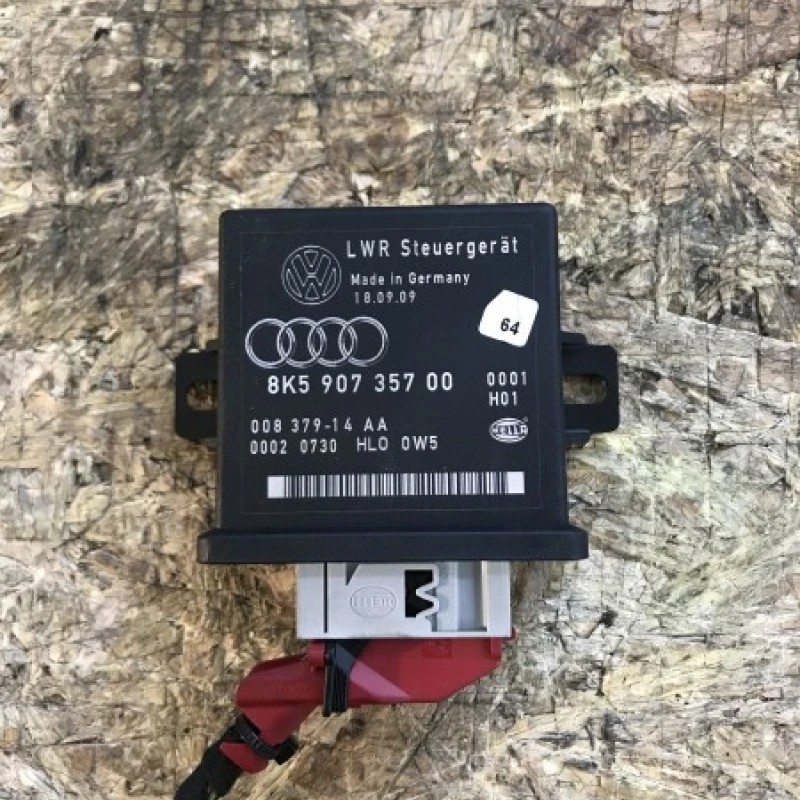 LWR Steuergerät
Made in Germany
18.09.09
64
8K5 907 357 00
0001
H01
008 379-14 AA
0002 0730 HLO 0W5
HELLA